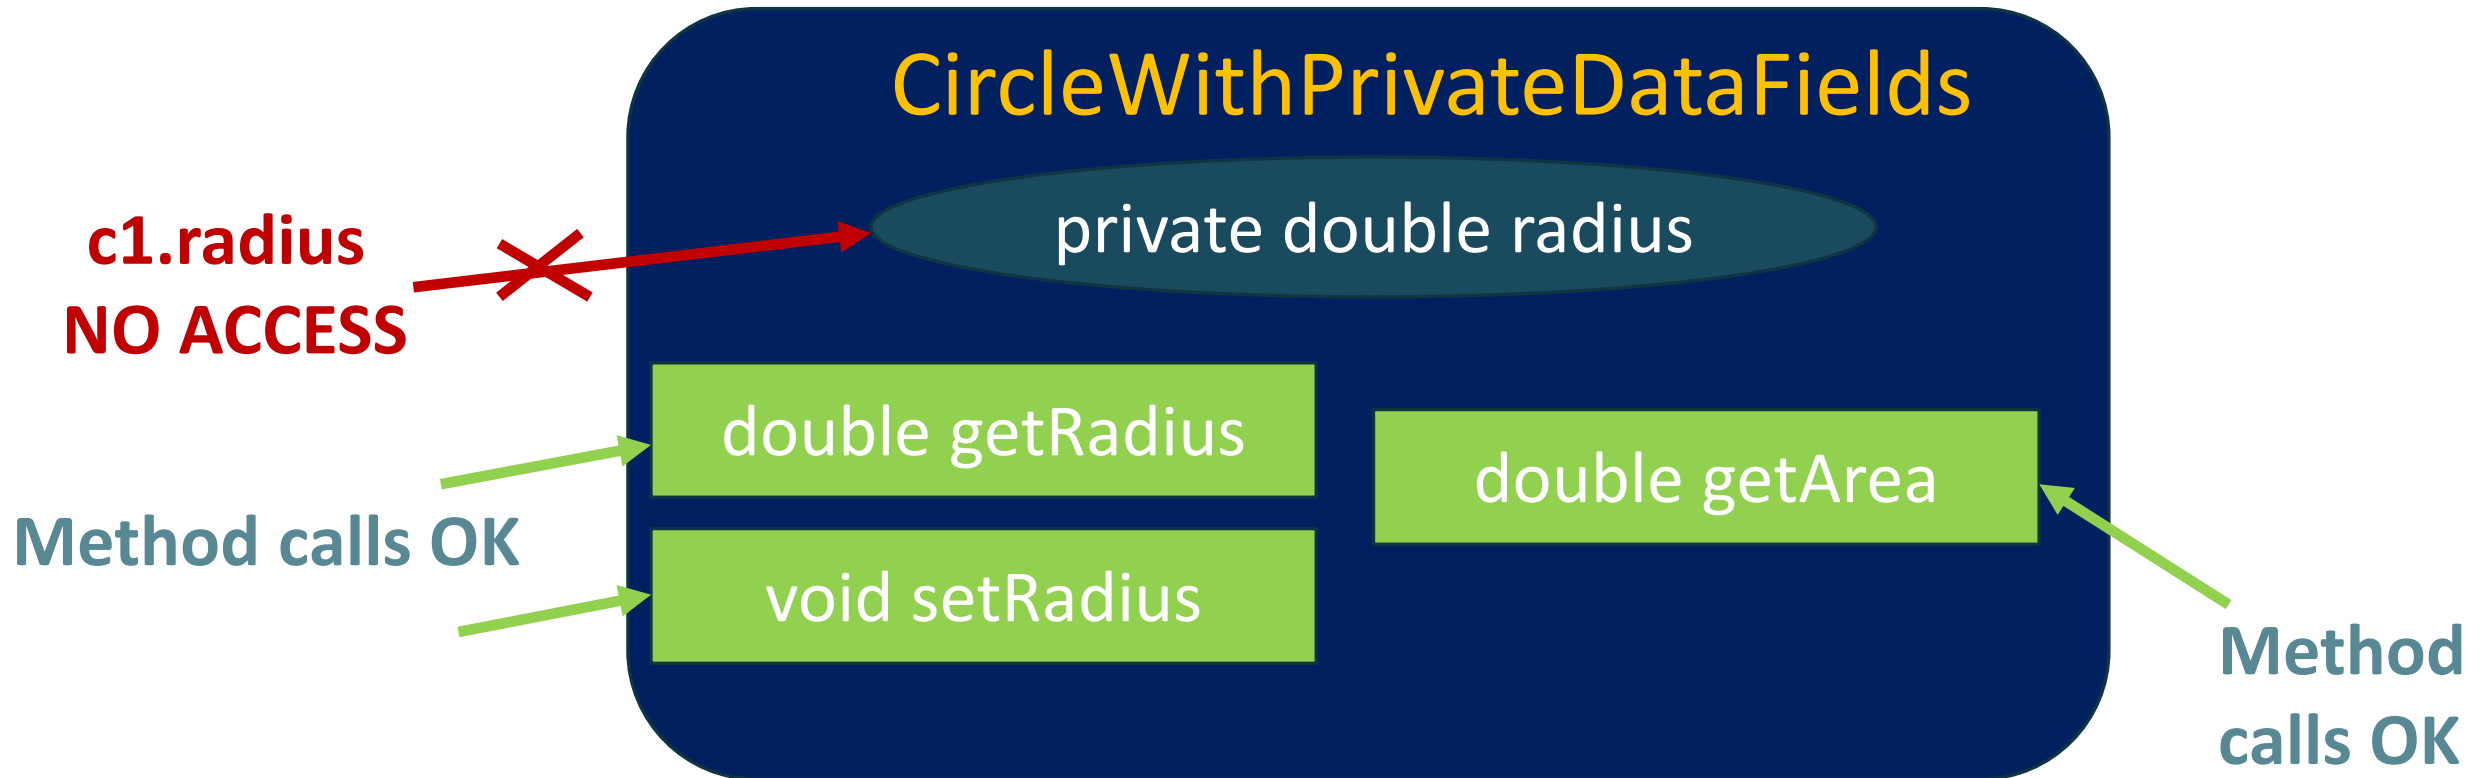 CircleWithPrivateDataFields
private double radius
c1.radius
NO ACCESS
double getRadius
double getArea
Method calls OK
void setRadius
Method
calls OK